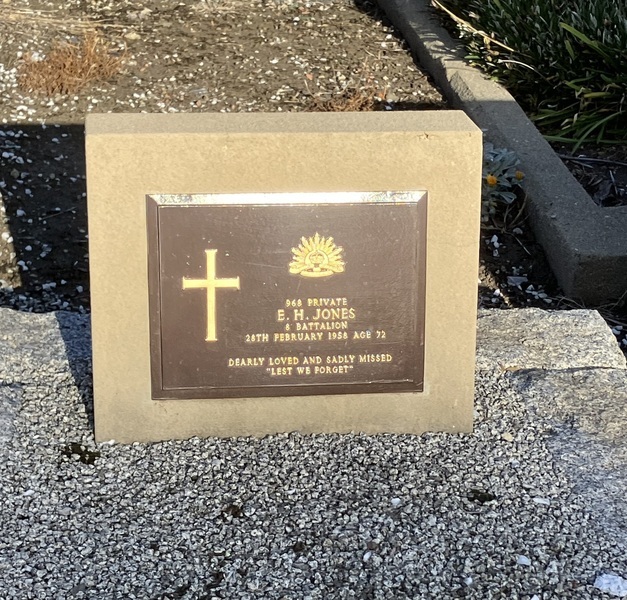 968 PRIVATE
E. H. JONES
8 BATTALION
28TH FEBRUARY 1958 AGE 72
DEARLY LOVED AND SADLY MISSED
"LEST WE FORGET"